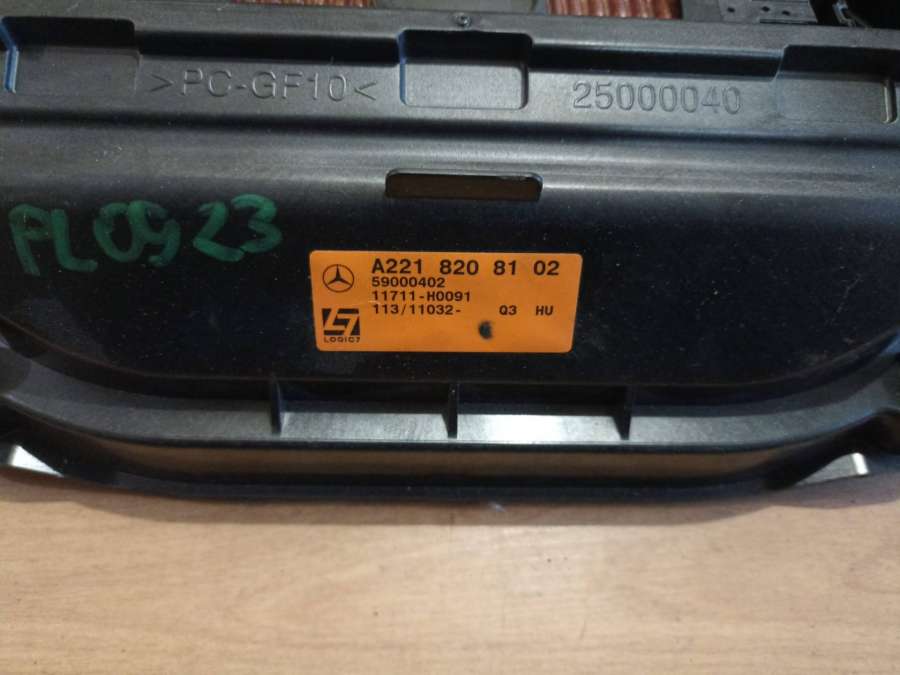 >PC-GF10<
25000040
PL0923
A221 820 81 02
59000402
11711-H0091
113/11032- Q3 HU
LOGIC7